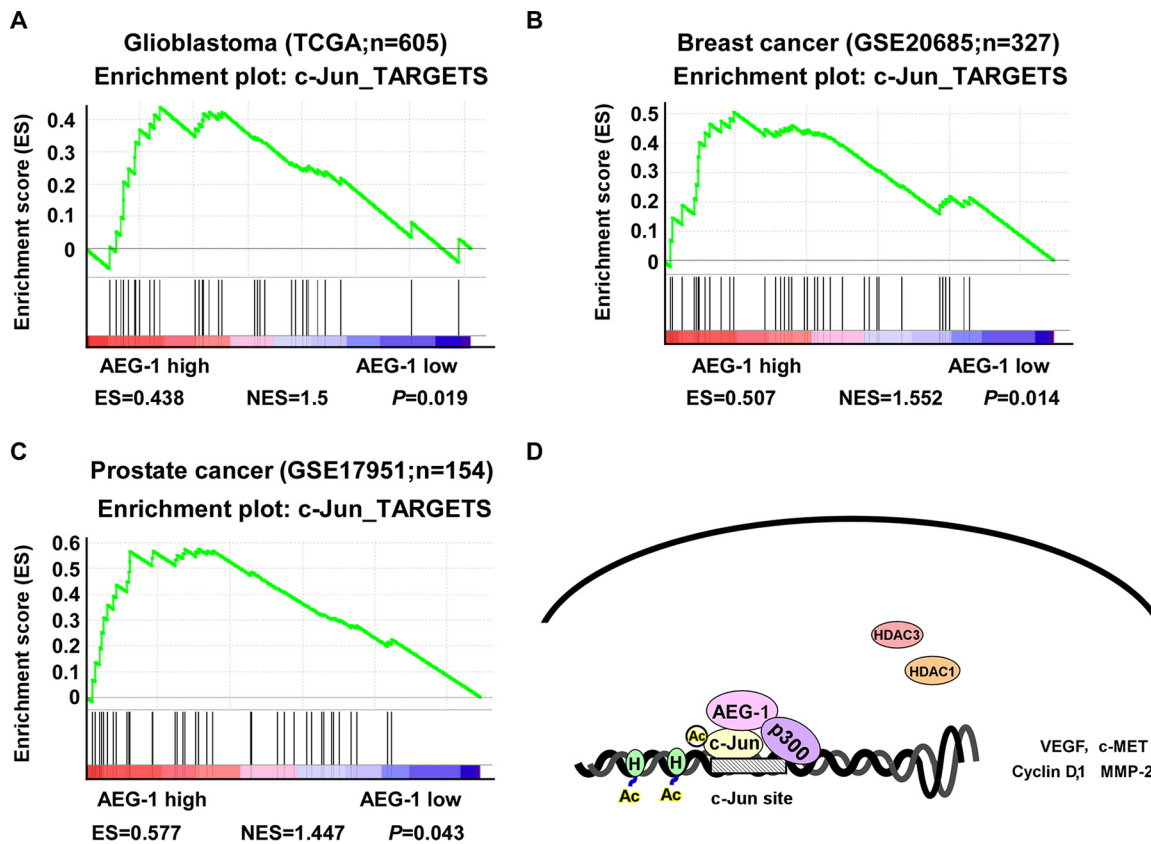 A
Glioblastoma (TCGA;n=605)
Enrichment plot: c-Jun_TARGETS
Enrichment score (ES)
0.4
0.3
0.2
0.1
0
AEG-1 high AEG-1 low
ES=0.438 NES=1.5 P=0.019
B
Breast cancer (GSE20685;n=327)
Enrichment plot: c-Jun_TARGETS
Enrichment score (ES)
0.5
0.4
0.3
0.2
0.1
0
AEG-1 high AEG-1 low
ES=0.507 NES=1.552 P=0.014
C
Prostate cancer (GSE17951;n=154)
Enrichment plot: c-Jun_TARGETS
Enrichment score (ES)
0.6
0.5
0.4
0.3
0.2
0.1
0
AEG-1 high AEG-1 low
ES=0.577 NES=1.447 P=0.043
D
HDAC3
HDAC1
AEG-1
Ac c-Jun p300
H H
Ac Ac
c-Jun site
VEGF, c-MET
Cyclin D,1 MMP-2